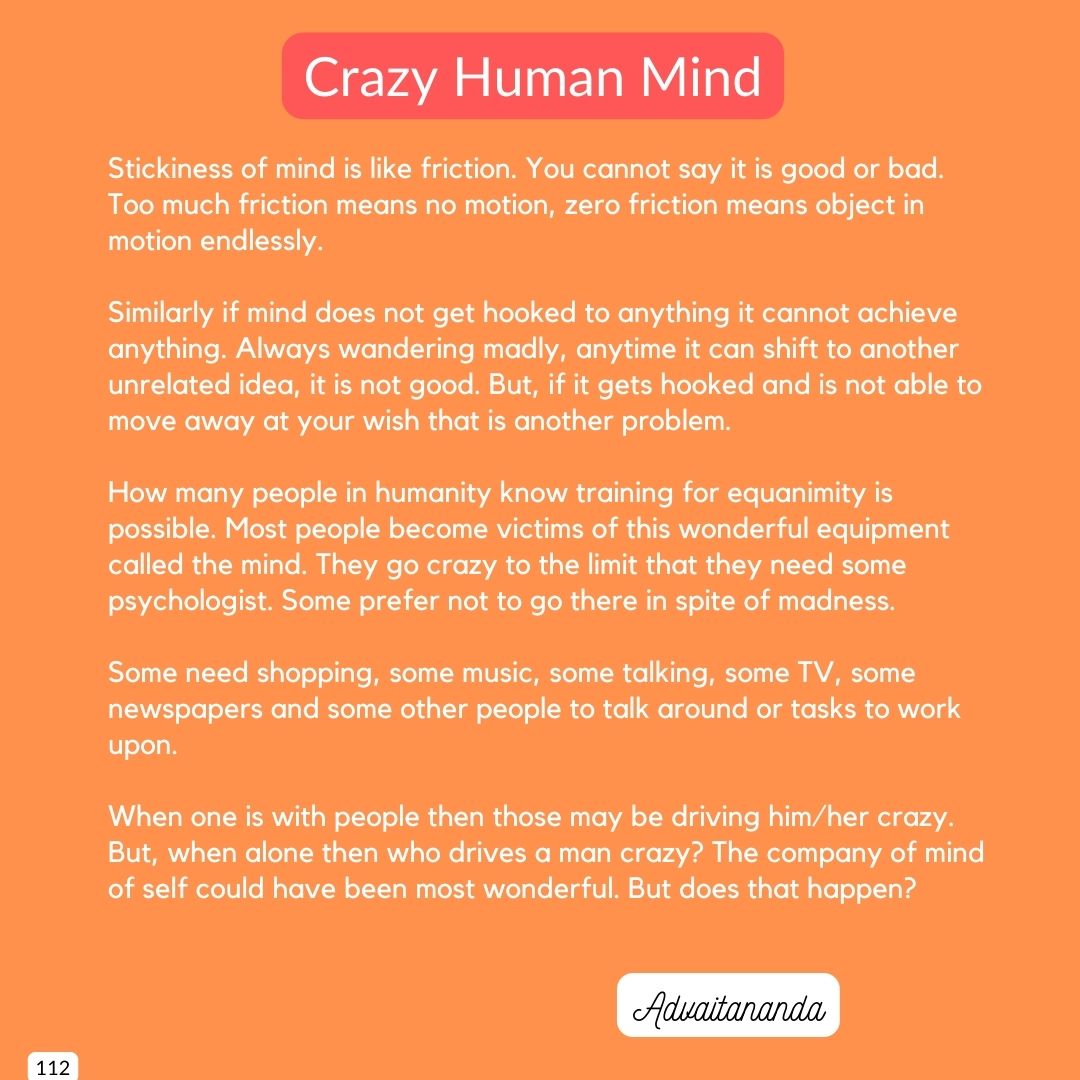 Crazy Human Mind
Stickiness of mind is like friction. You cannot say it is good or bad.
Too much friction means no motion, zero friction means object in
motion endlessly.
Similarly if mind does not get hooked to anything it cannot achieve
anything. Always wandering madly, anytime it can shift to another
unrelated idea, it is not good. But, if it gets hooked and is not able to
move away at your wish that is another problem.
How many people in humanity know training for equanimity is
possible. Most people become victims of this wonderful equipment
called the mind. They go crazy to the limit that they need some
psychologist. Some prefer not to go there in spite of madness.
Some need shopping, some music, some talking, some TV, some
newspapers and some other people to talk around or tasks to work
upon.
When one is with people then those may be driving him/her crazy.
But, when alone then who drives a man crazy? The company of mind
of self could have been most wonderful. But does that happen?
Advaitananda
112